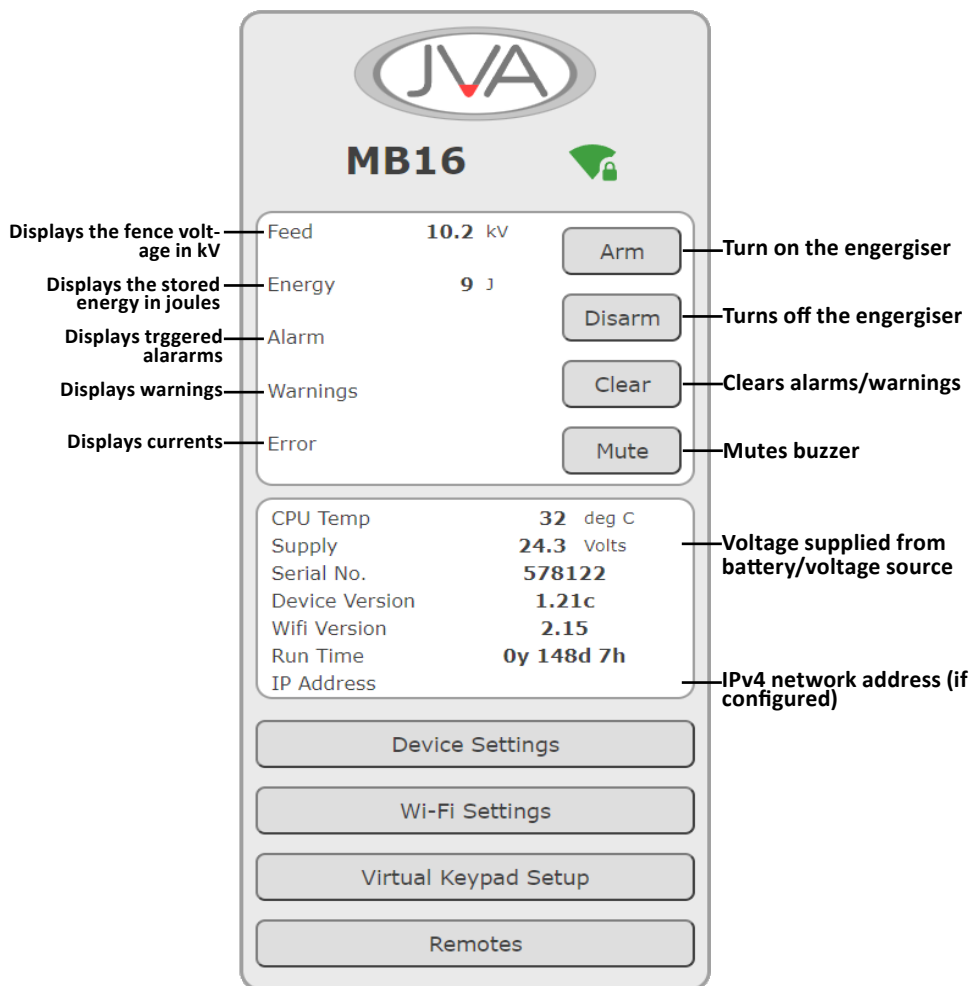 JVA
MB16
Displays the fence volt-
age in kV
Feed 10.2 kV
Arm
Turn on the engergiser
Displays the stored
energy in joules
Energy 9 J
Disarm
Turns off the engergiser
Displays trggered
alararms
Alarm
Displays warnings
Warnings
Clear
Clears alarms/warnings
Displays currents
Error
Mute
Mutes buzzer
CPU Temp 32 deg C
Supply 24.3 Volts
Voltage supplied from
battery/voltage source
Serial No. 578122
Device Version 1.21c
Wifi Version 2.15
Run Time 0y 148d 7h
IP Address
IPv4 network address (if
configured)
Device Settings
Wi-Fi Settings
Virtual Keypad Setup
Remotes